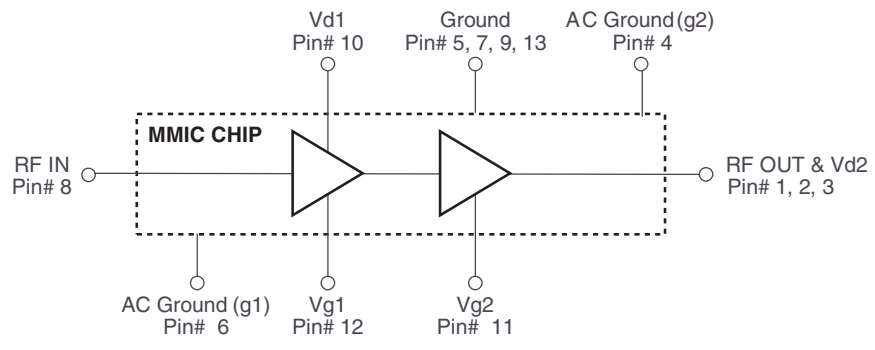 Vd1
Pin# 10
Ground
Pin# 5, 7, 9, 13
AC Ground (g2)
Pin# 4
MMIC CHIP
RF IN
Pin# 8
RF OUT & Vd2
Pin# 1, 2, 3
AC Ground (g1)
Pin# 6
Vg1
Pin# 12
Vg2
Pin# 11